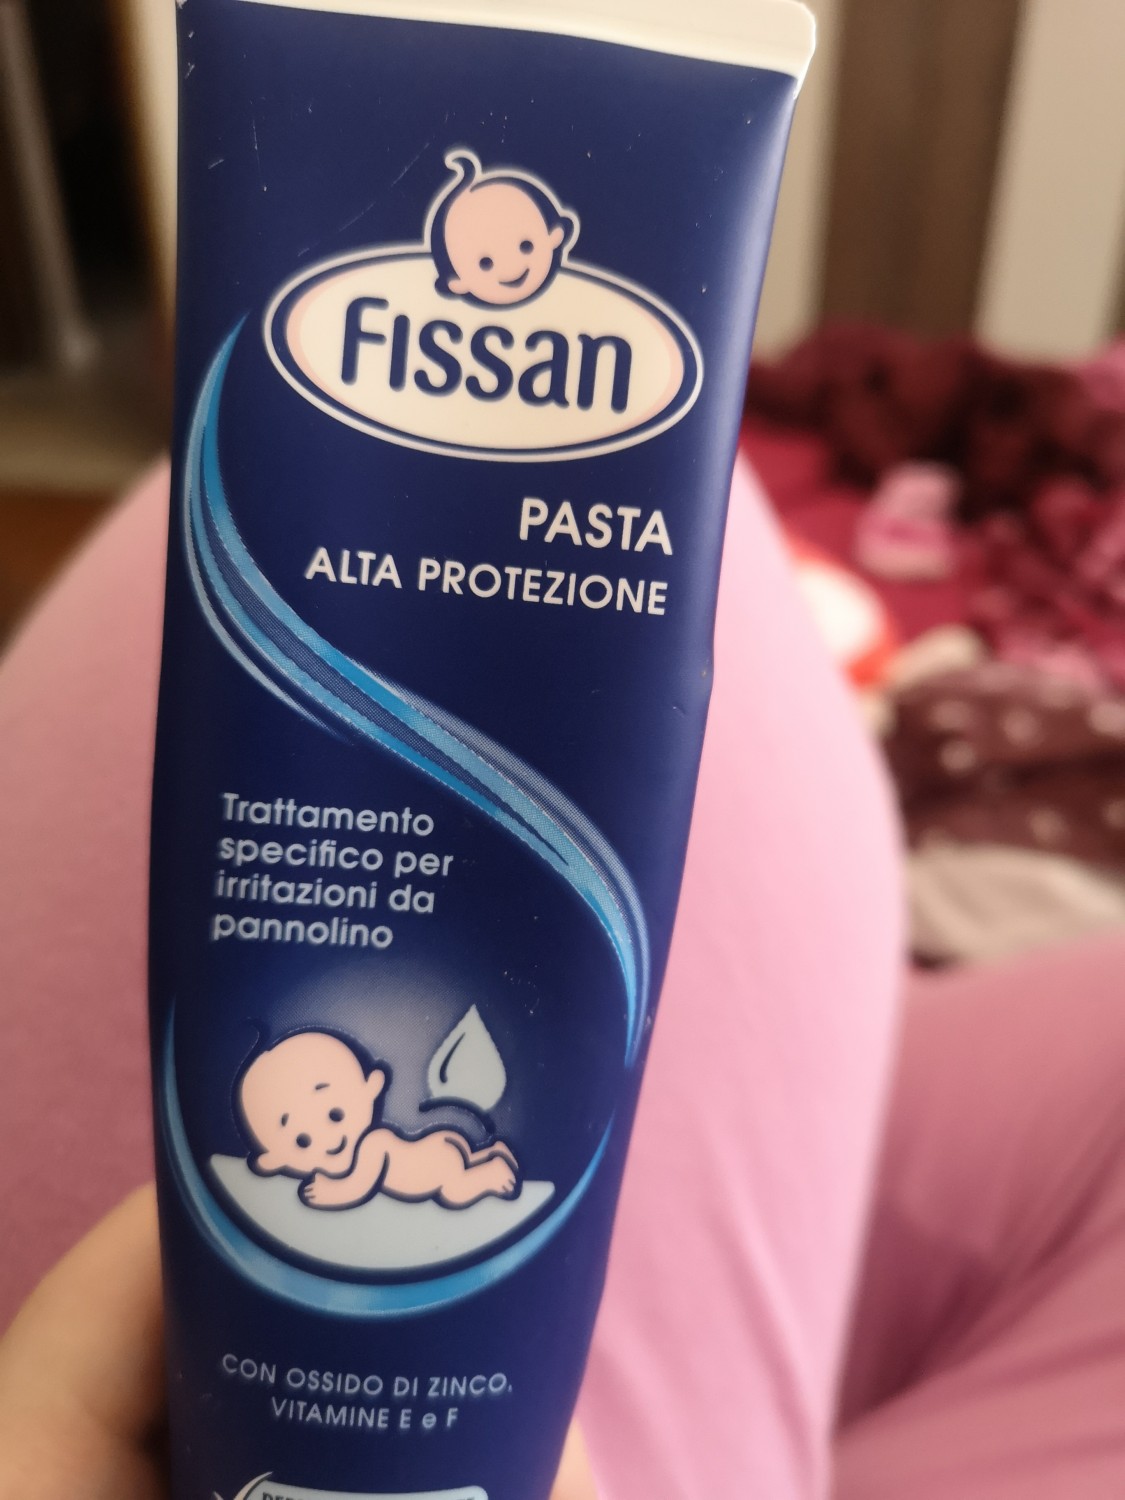 Fissan
PASTA
ALTA PROTEZIONE
Trattamento
specifico per
irritazioni da
pannolino
CON OSSIDO DI ZINCO,
VITAMINE E e F